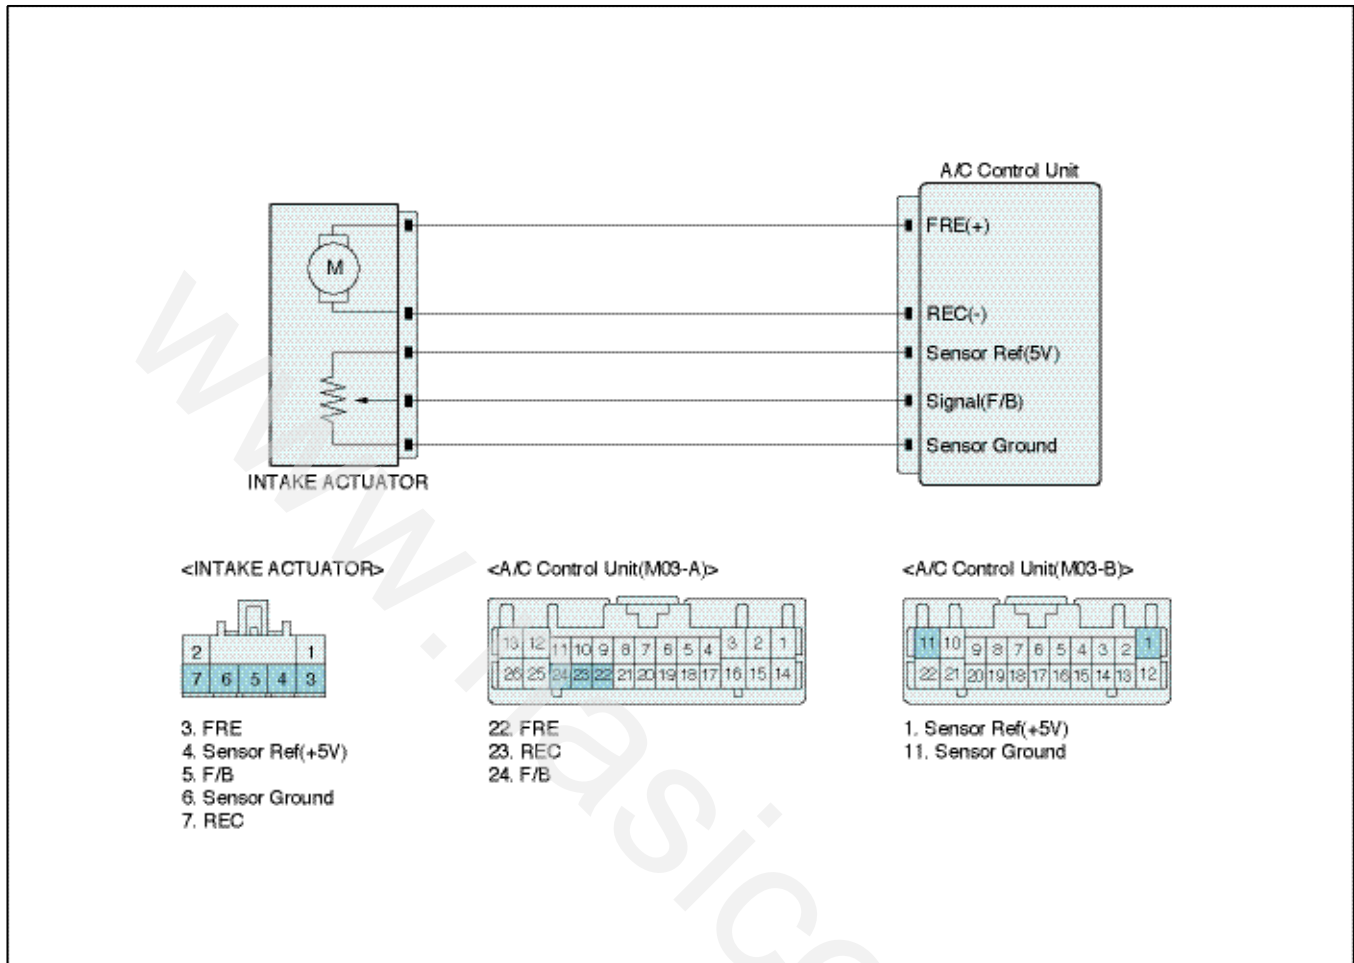 A/C Control Unit
FRE(+)
M
REC(-)
Sensor Ref(5V)
Signal(F/B)
Sensor Ground
INTAKE ACTUATOR
<INTAKE ACTUATOR>
2 1
7 6 5 4 3
3. FRE
4. Sensor Ref(+5V)
5. F/B
6. Sensor Ground
7. REC
<A/C Control Unit(M03-A)>
13 12 11 10 9 8 7 6 5 4 3 2 1
26 25 24 23 22 21 20 19 18 17 16 15 14
22. FRE
23. REC
24. F/B
<A/C Control Unit(M03-B)>
11 10 9 8 7 6 5 4 3 2 1
22 21 20 19 18 17 16 15 14 13 12
1. Sensor Ref(+5V)
11. Sensor Ground